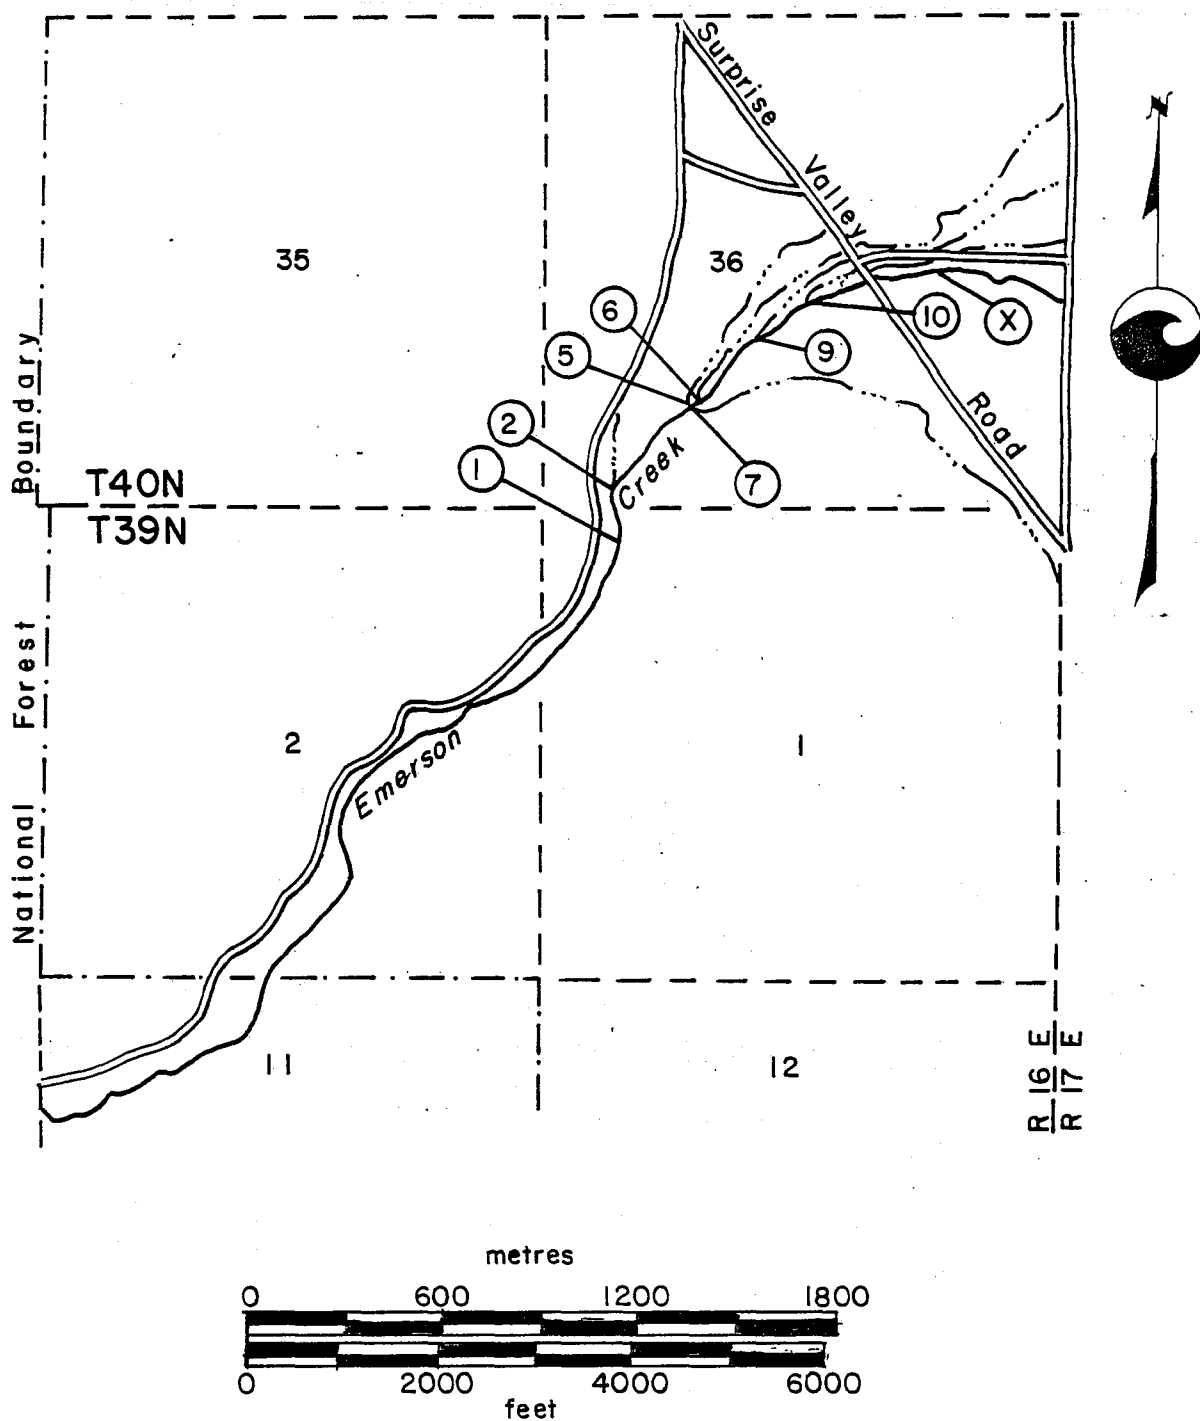 Surprise Valley Road
N
35
36
6
10
X
5
9
2
1
7
Creek
T40N
T39N
National Forest Boundary
2
1
Emerson
11
12
R 16 E
R 17 E
metres
0 600 1200 1800
0 2000 4000 6000
feet